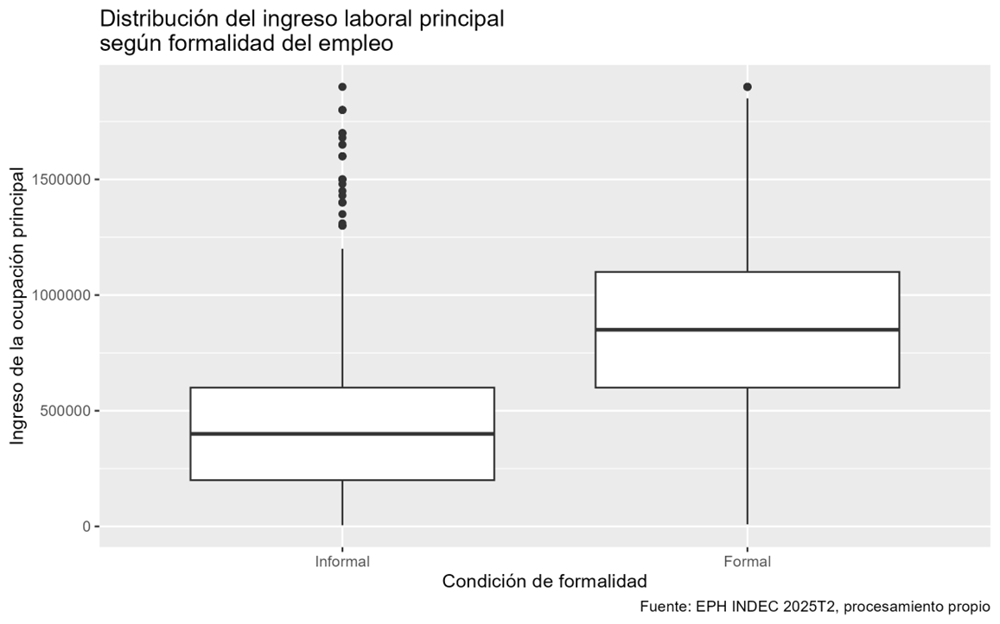 Distribución del ingreso laboral principal
según formalidad del empleo
Ingreso de la ocupación principal
1500000
1000000
500000
0
Informal
Formal
Condición de formalidad
Fuente: EPH INDEC 2025T2, procesamiento propio